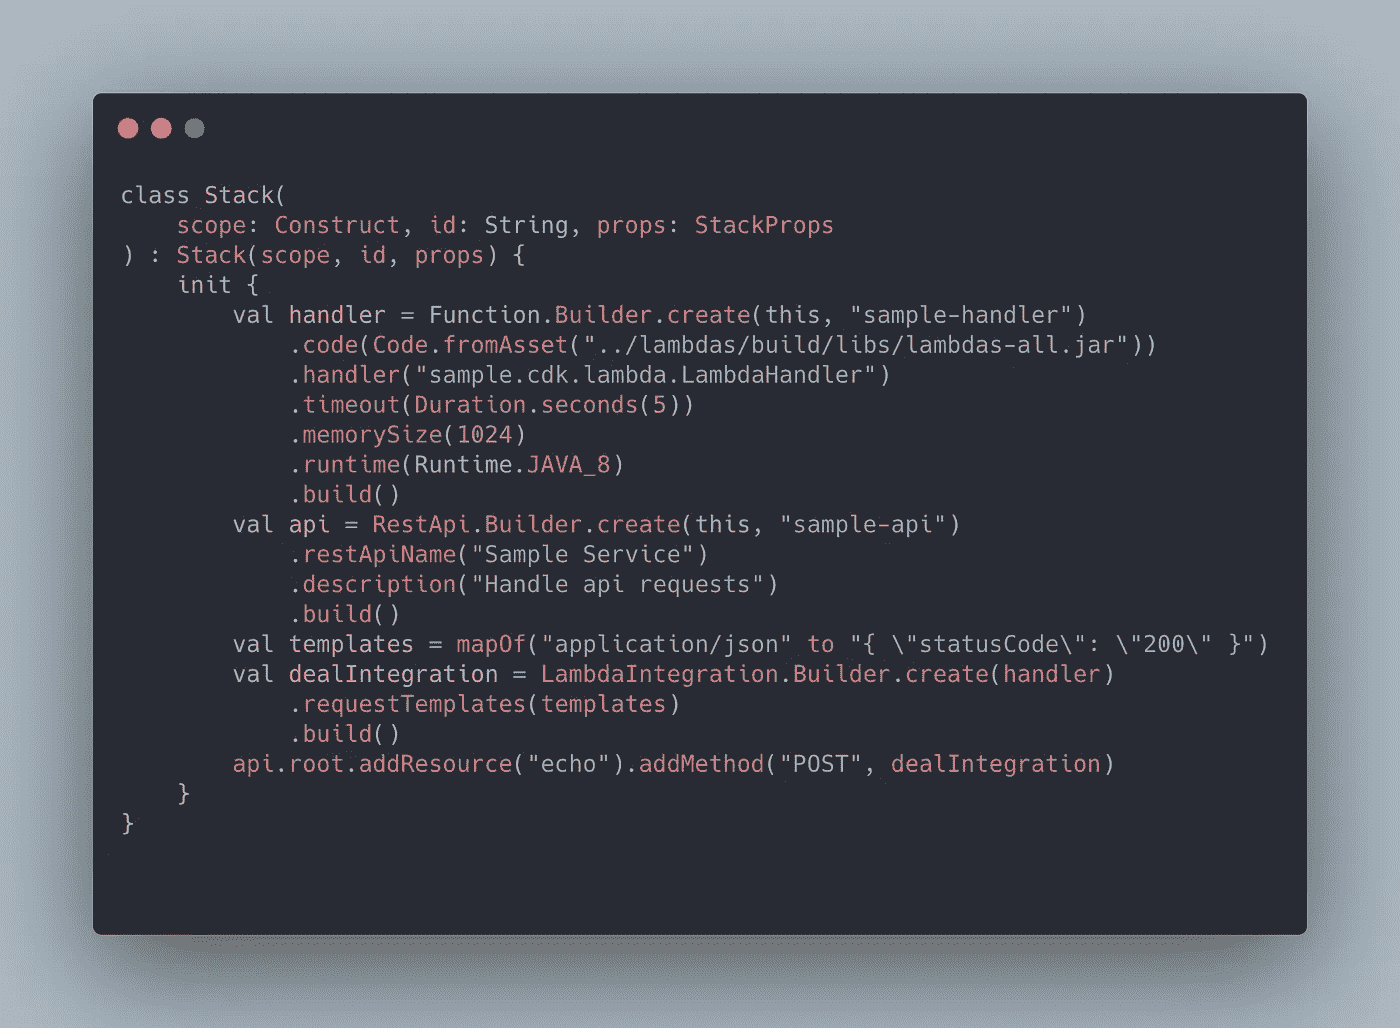 class Stack(
    scope: Construct, id: String, props: StackProps
) : Stack(scope, id, props) {
    init {
        val handler = Function.Builder.create(this, "sample-handler")
            .code(Code.fromAsset("../lambdas/build/libs/lambdas-all.jar"))
            .handler("sample.cdk.lambda.LambdaHandler")
            .timeout(Duration.seconds(5))
            .memorySize(1024)
            .runtime(Runtime.JAVA_8)
            .build()
        val api = RestApi.Builder.create(this, "sample-api")
            .restApiName("Sample Service")
            .description("Handle api requests")
            .build()
        val templates = mapOf("application/json" to "{ \"statusCode\": \"200\" }")
        val dealIntegration = LambdaIntegration.Builder.create(handler)
            .requestTemplates(templates)
            .build()
        api.root.addResource("echo").addMethod("POST", dealIntegration)
    }
}